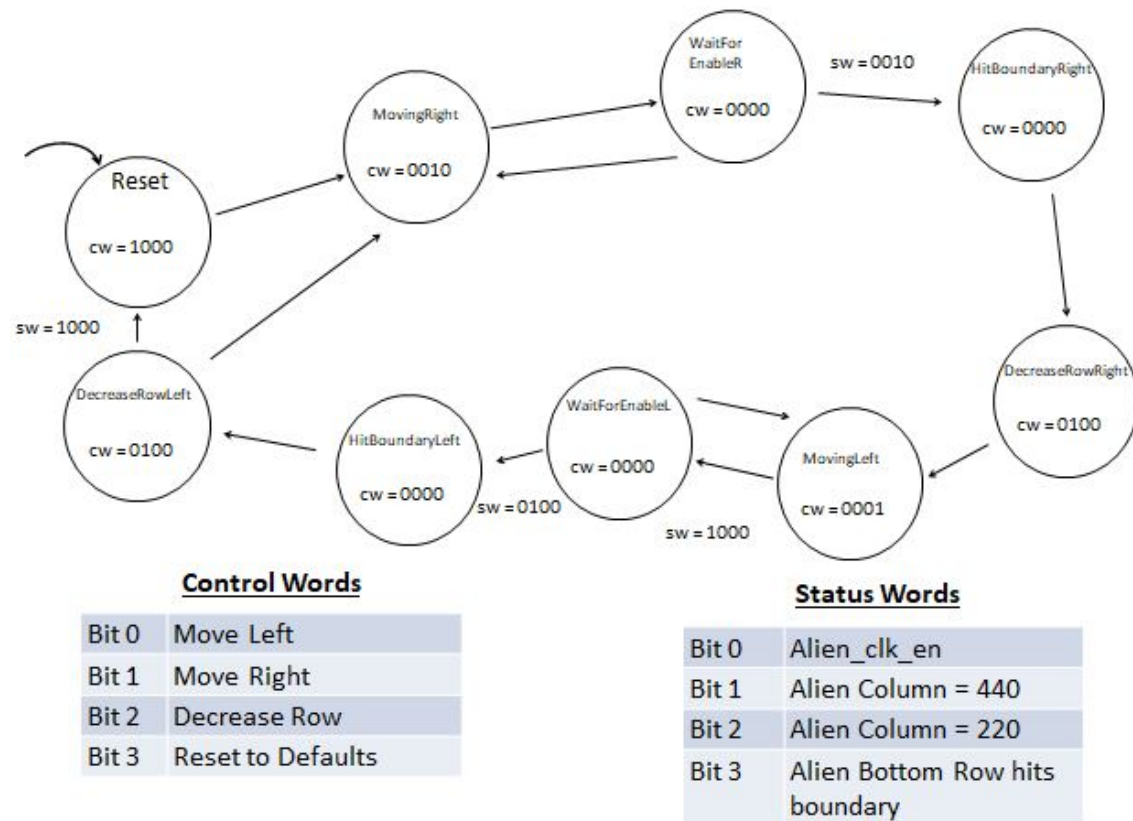 WaitFor
EnableR
cw = 0000
sw = 0010
HitBoundaryRight
cw = 0000
MovingRight
cw = 0010
Reset
cw = 1000
sw = 1000
DecreaseRowLeft
cw = 0100
HitBoundaryLeft
cw = 0000
sw = 0100
WaitForEnableL
cw = 0000
sw = 1000
MovingLeft
cw = 0001
DecreaseRowRight
cw = 0100
Control Words
Bit 0 Move Left
Bit 1 Move Right
Bit 2 Decrease Row
Bit 3 Reset to Defaults
Status Words
Bit 0 Alien_clk_en
Bit 1 Alien Column = 440
Bit 2 Alien Column = 220
Bit 3 Alien Bottom Row hits
boundary